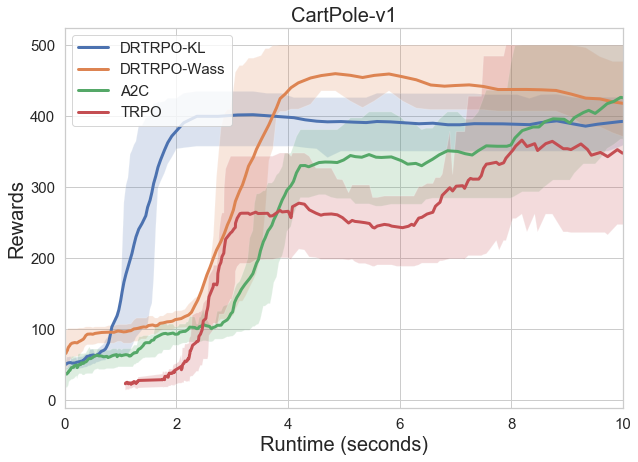 CartPole-v1
500
400
300
200
100
0
Rewards
DRTRPO-KL
DRTRPO-Wass
A2C
TRPO
0 2 4 6 8 10
Runtime (seconds)